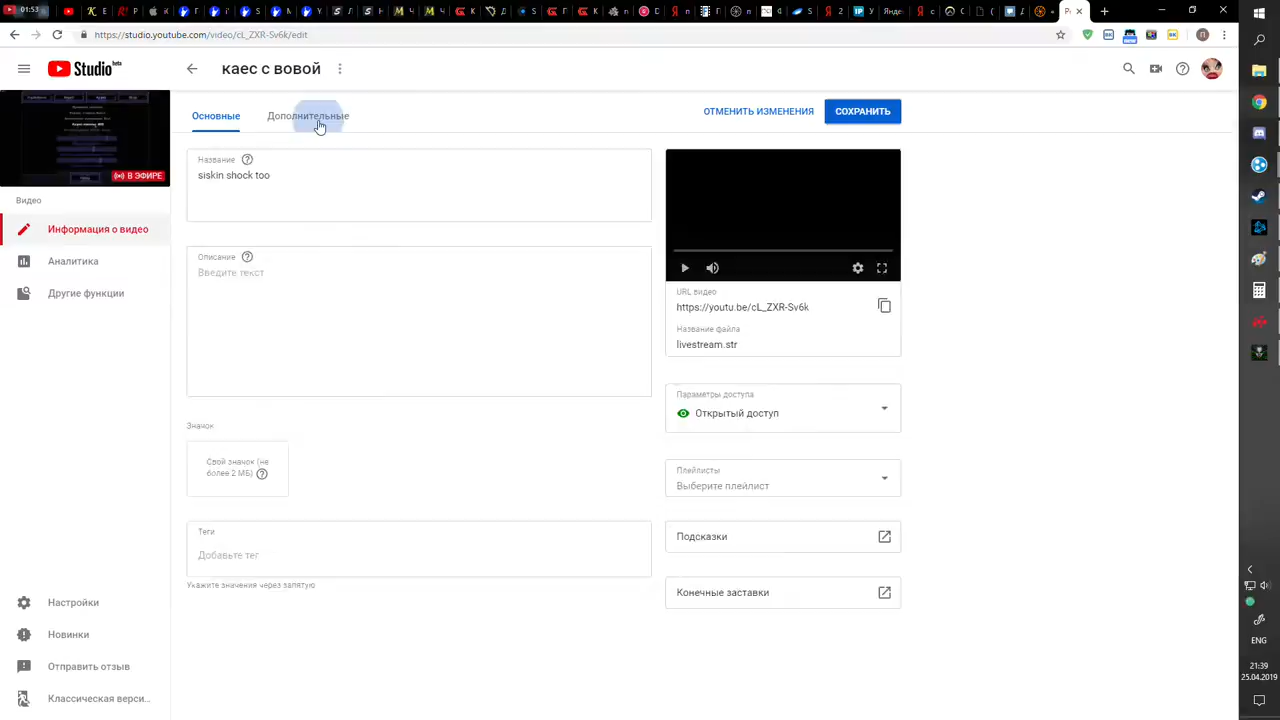 01:53
https://studio.youtube.com/video/cL_ZXR-Sv6k/edit
Studio beta
каес с вовой
В ЭФИРЕ
Видео
Информация о видео
Аналитика
Другие функции
Настройки
Новинки
Отправить отзыв
Классическая верси...
Основные
Дополнительные
ОТМЕНИТЬ ИЗМЕНЕНИЯ
СОХРАНИТЬ
Название
siskin shock too
Описание
Введите текст
Значок
Свой значок (не
более 2 МБ)
Теги
Добавьте тег
Укажите значения через запятую
URL видео
https://youtu.be/cL_ZXR-Sv6k
Название файла
livestream.str
Параметры доступа
Открытый доступ
Плейлисты
Выберите плейлист
Подсказки
Конечные заставки
ENG
21:39
25.04.2019